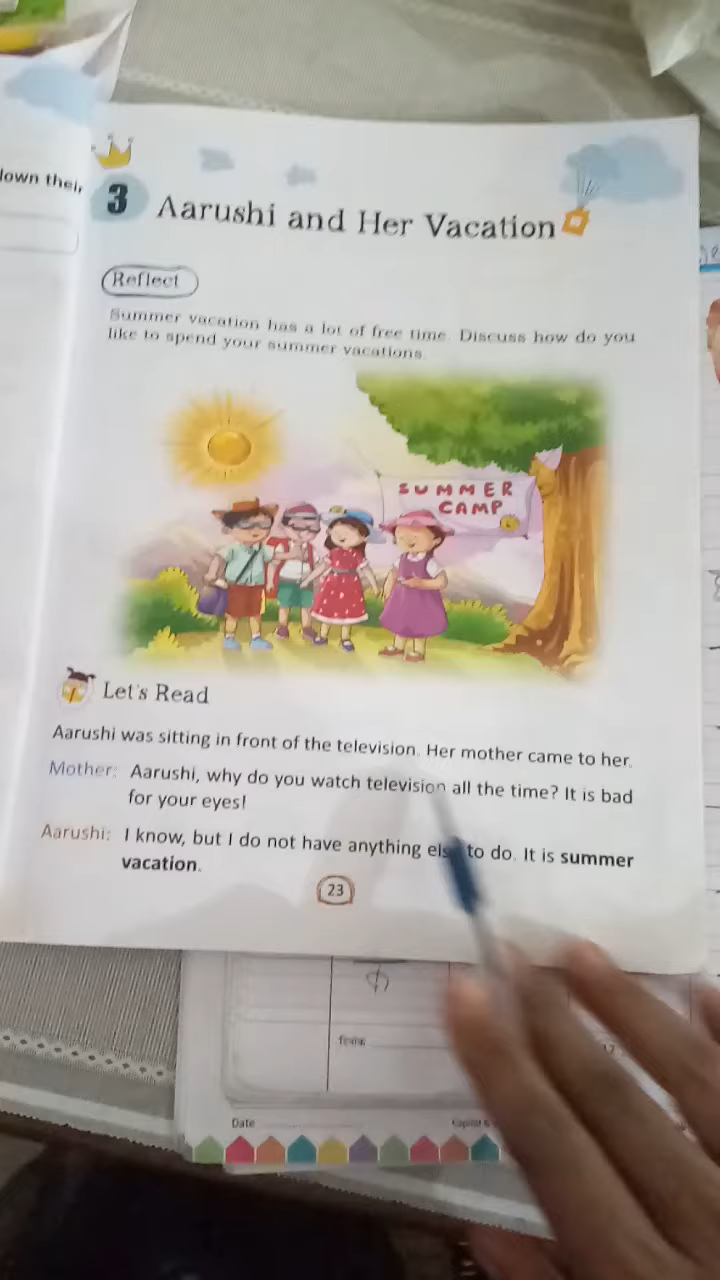 lown their
3 Aarushi and Her Vacation
Reflect
Summer vacation has a lot of free time. Discuss how do you
like to spend your summer vacations.
SUMMER
CAMP
Let's Read
Aarushi was sitting in front of the television. Her mother came to her.
Mother: Aarushi, why do you watch television all the time? It is bad
for your eyes!
Aarushi: I know, but I do not have anything else to do. It is summer
vacation.
23
Date